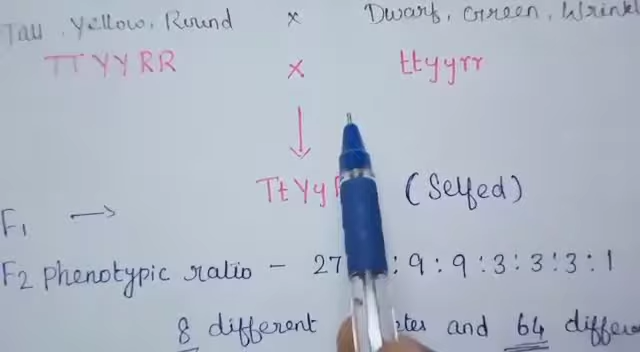 Tall, Yellow, Round x Dwarf, Green, Wrinkl
TTYYRR x ttyyrr
TtYy (Selfed)
F1 →
F2 phenotypic ratio - 27 : 9 : 9 : 3 : 3 : 3 : 1
8 different and 64 differen